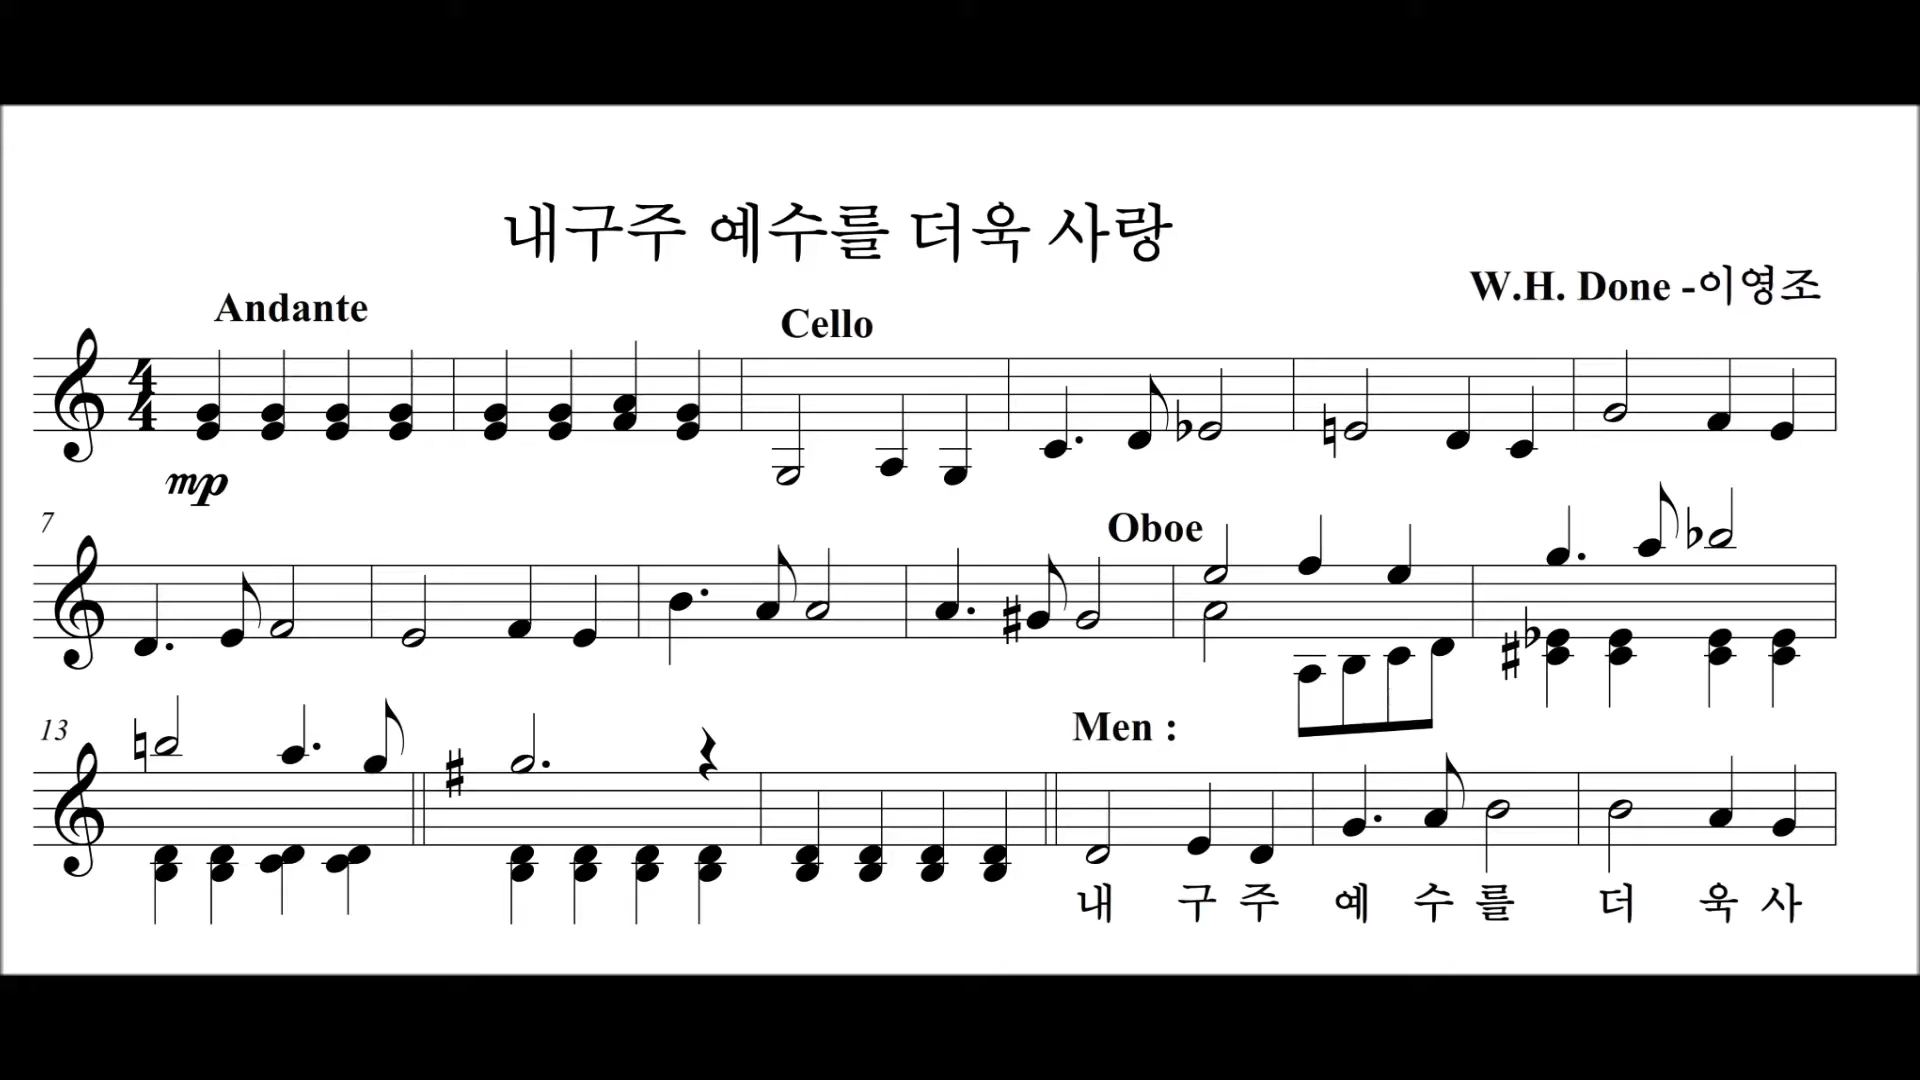 내구주 예수를 더욱 사랑
W.H. Done -이영조
Andante
Cello
mp
7
Oboe
13
Men :
내 구 주 예 수 를 더 욱 사